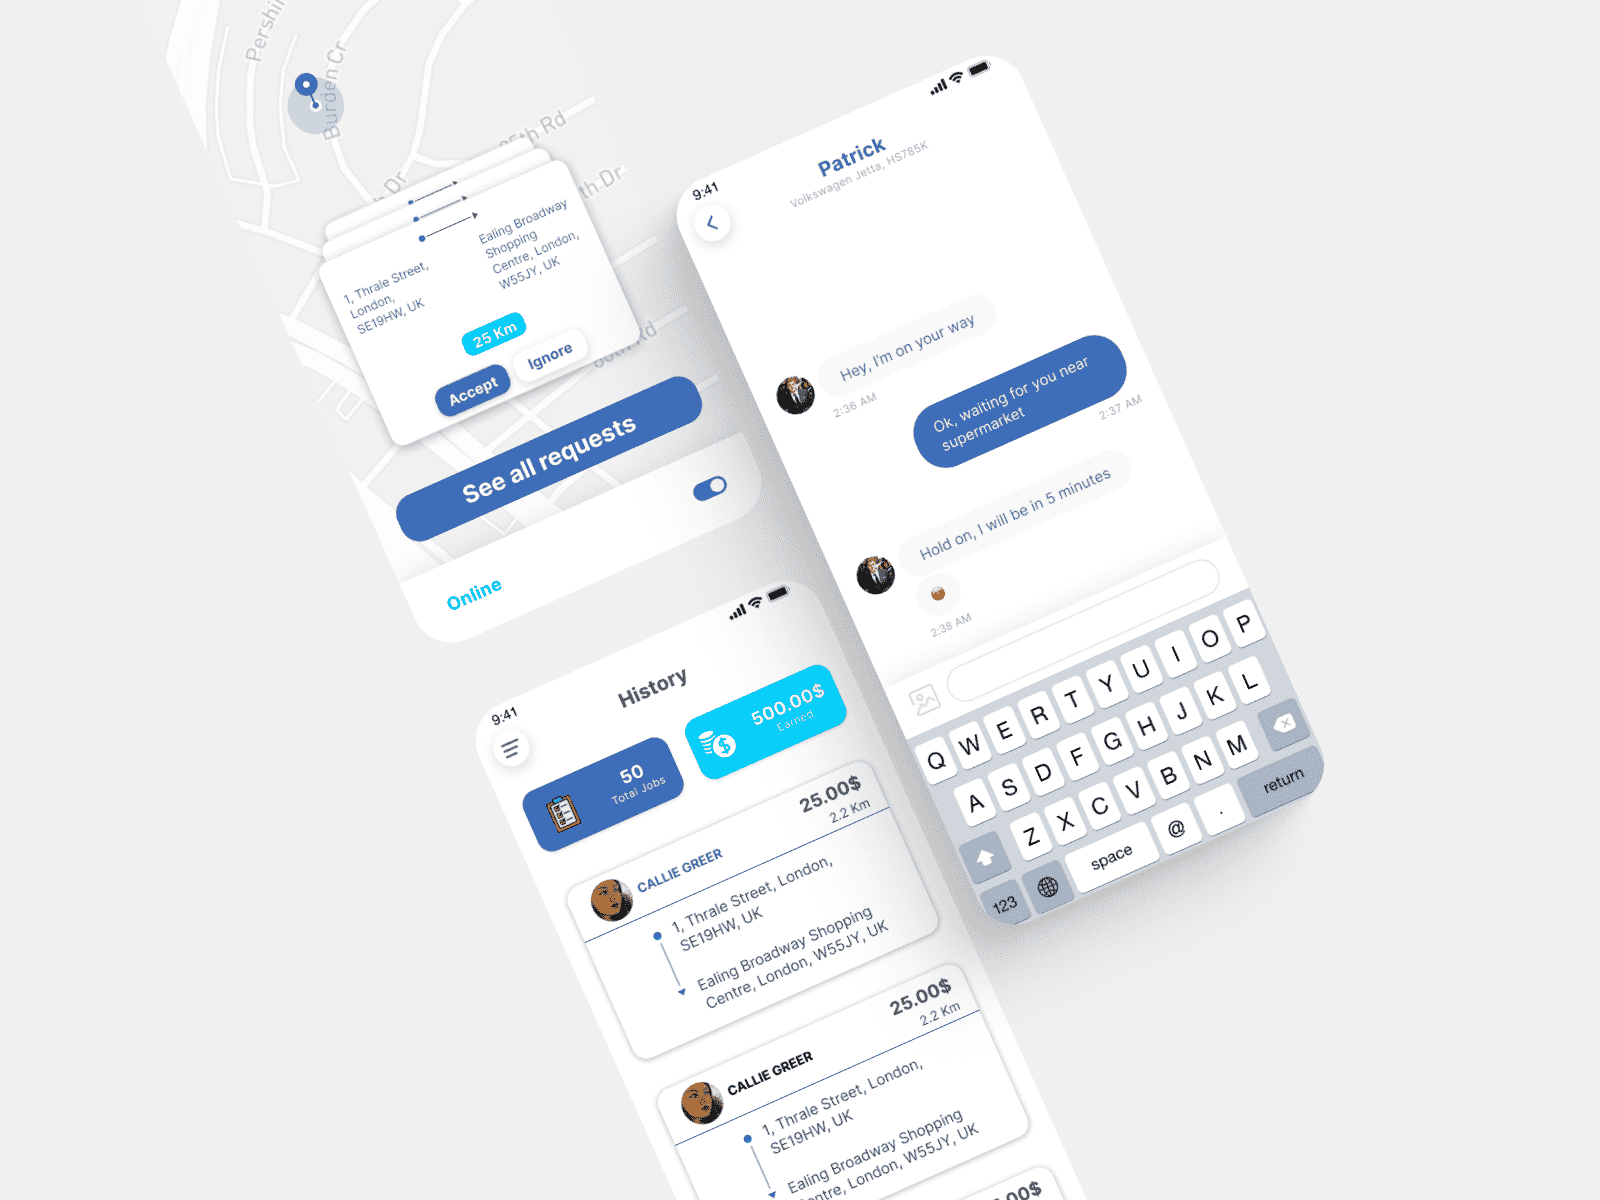 Burden Cr
Dr
th Rd
th Dr
Rd
Ealing Broadway
Shopping
Centre, London,
W55JY, UK
1, Thrale Street,
London,
SE19HW, UK
25 Km
Accept
Ignore
See all requests
Online
9:41
Patrick
Volkswagen Jetta, HS785K
Hey, I'm on your way
2:36 AM
Ok, waiting for you near
supermarket
2:37 AM
Hold on, I will be in 5 minutes
2:38 AM
Q W E R T Y U I O P
A S D F G H J K L
Z X C V B N M
123 space @ . return
9:41
History
50
Total Jobs
500.00$
Earned
25.00$
2.2 Km
CALLIE GREER
1, Thrale Street, London,
SE19HW, UK
Ealing Broadway Shopping
Centre, London, W55JY, UK
25.00$
2.2 Km
CALLIE GREER
1, Thrale Street, London,
SE19HW, UK
Ealing Broadway Shopping
Centre, London, W55JY, UK
.00$